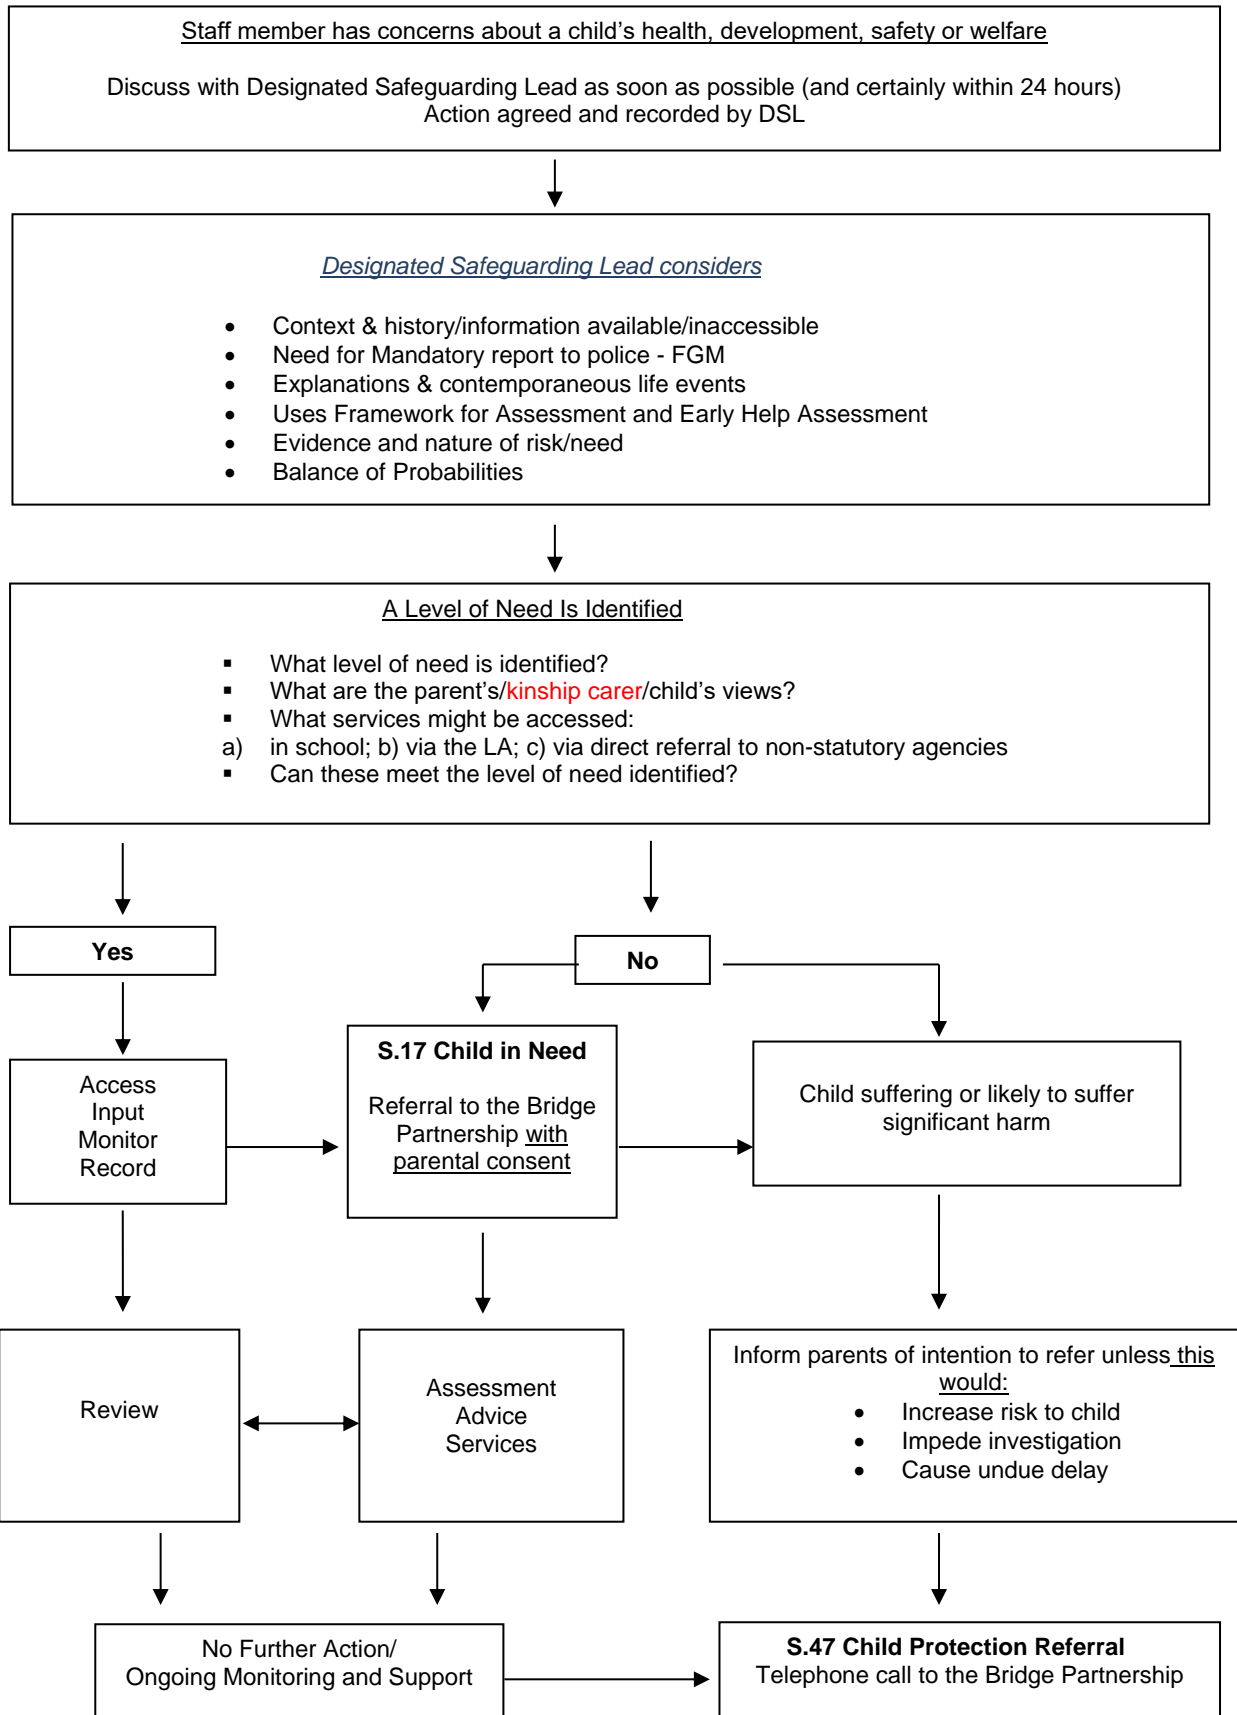 Staff member has concerns about a child’s health, development, safety or welfare
Discuss with Designated Safeguarding Lead as soon as possible (and certainly within 24 hours)
Action agreed and recorded by DSL
Designated Safeguarding Lead considers
• Context & history/information available/inaccessible
• Need for Mandatory report to police - FGM
• Explanations & contemporaneous life events
• Uses Framework for Assessment and Early Help Assessment
• Evidence and nature of risk/need
• Balance of Probabilities
A Level of Need Is Identified
▪ What level of need is identified?
▪ What are the parent’s/kinship carer/child’s views?
▪ What services might be accessed:
a) in school; b) via the LA; c) via direct referral to non-statutory agencies
▪ Can these meet the level of need identified?
Yes
No
Access
Input
Monitor
Record
S.17 Child in Need
Referral to the Bridge
Partnership with
parental consent
Child suffering or likely to suffer
significant harm
Review
Assessment
Advice
Services
Inform parents of intention to refer unless this
would:
• Increase risk to child
• Impede investigation
• Cause undue delay
No Further Action/
Ongoing Monitoring and Support
S.47 Child Protection Referral
Telephone call to the Bridge Partnership